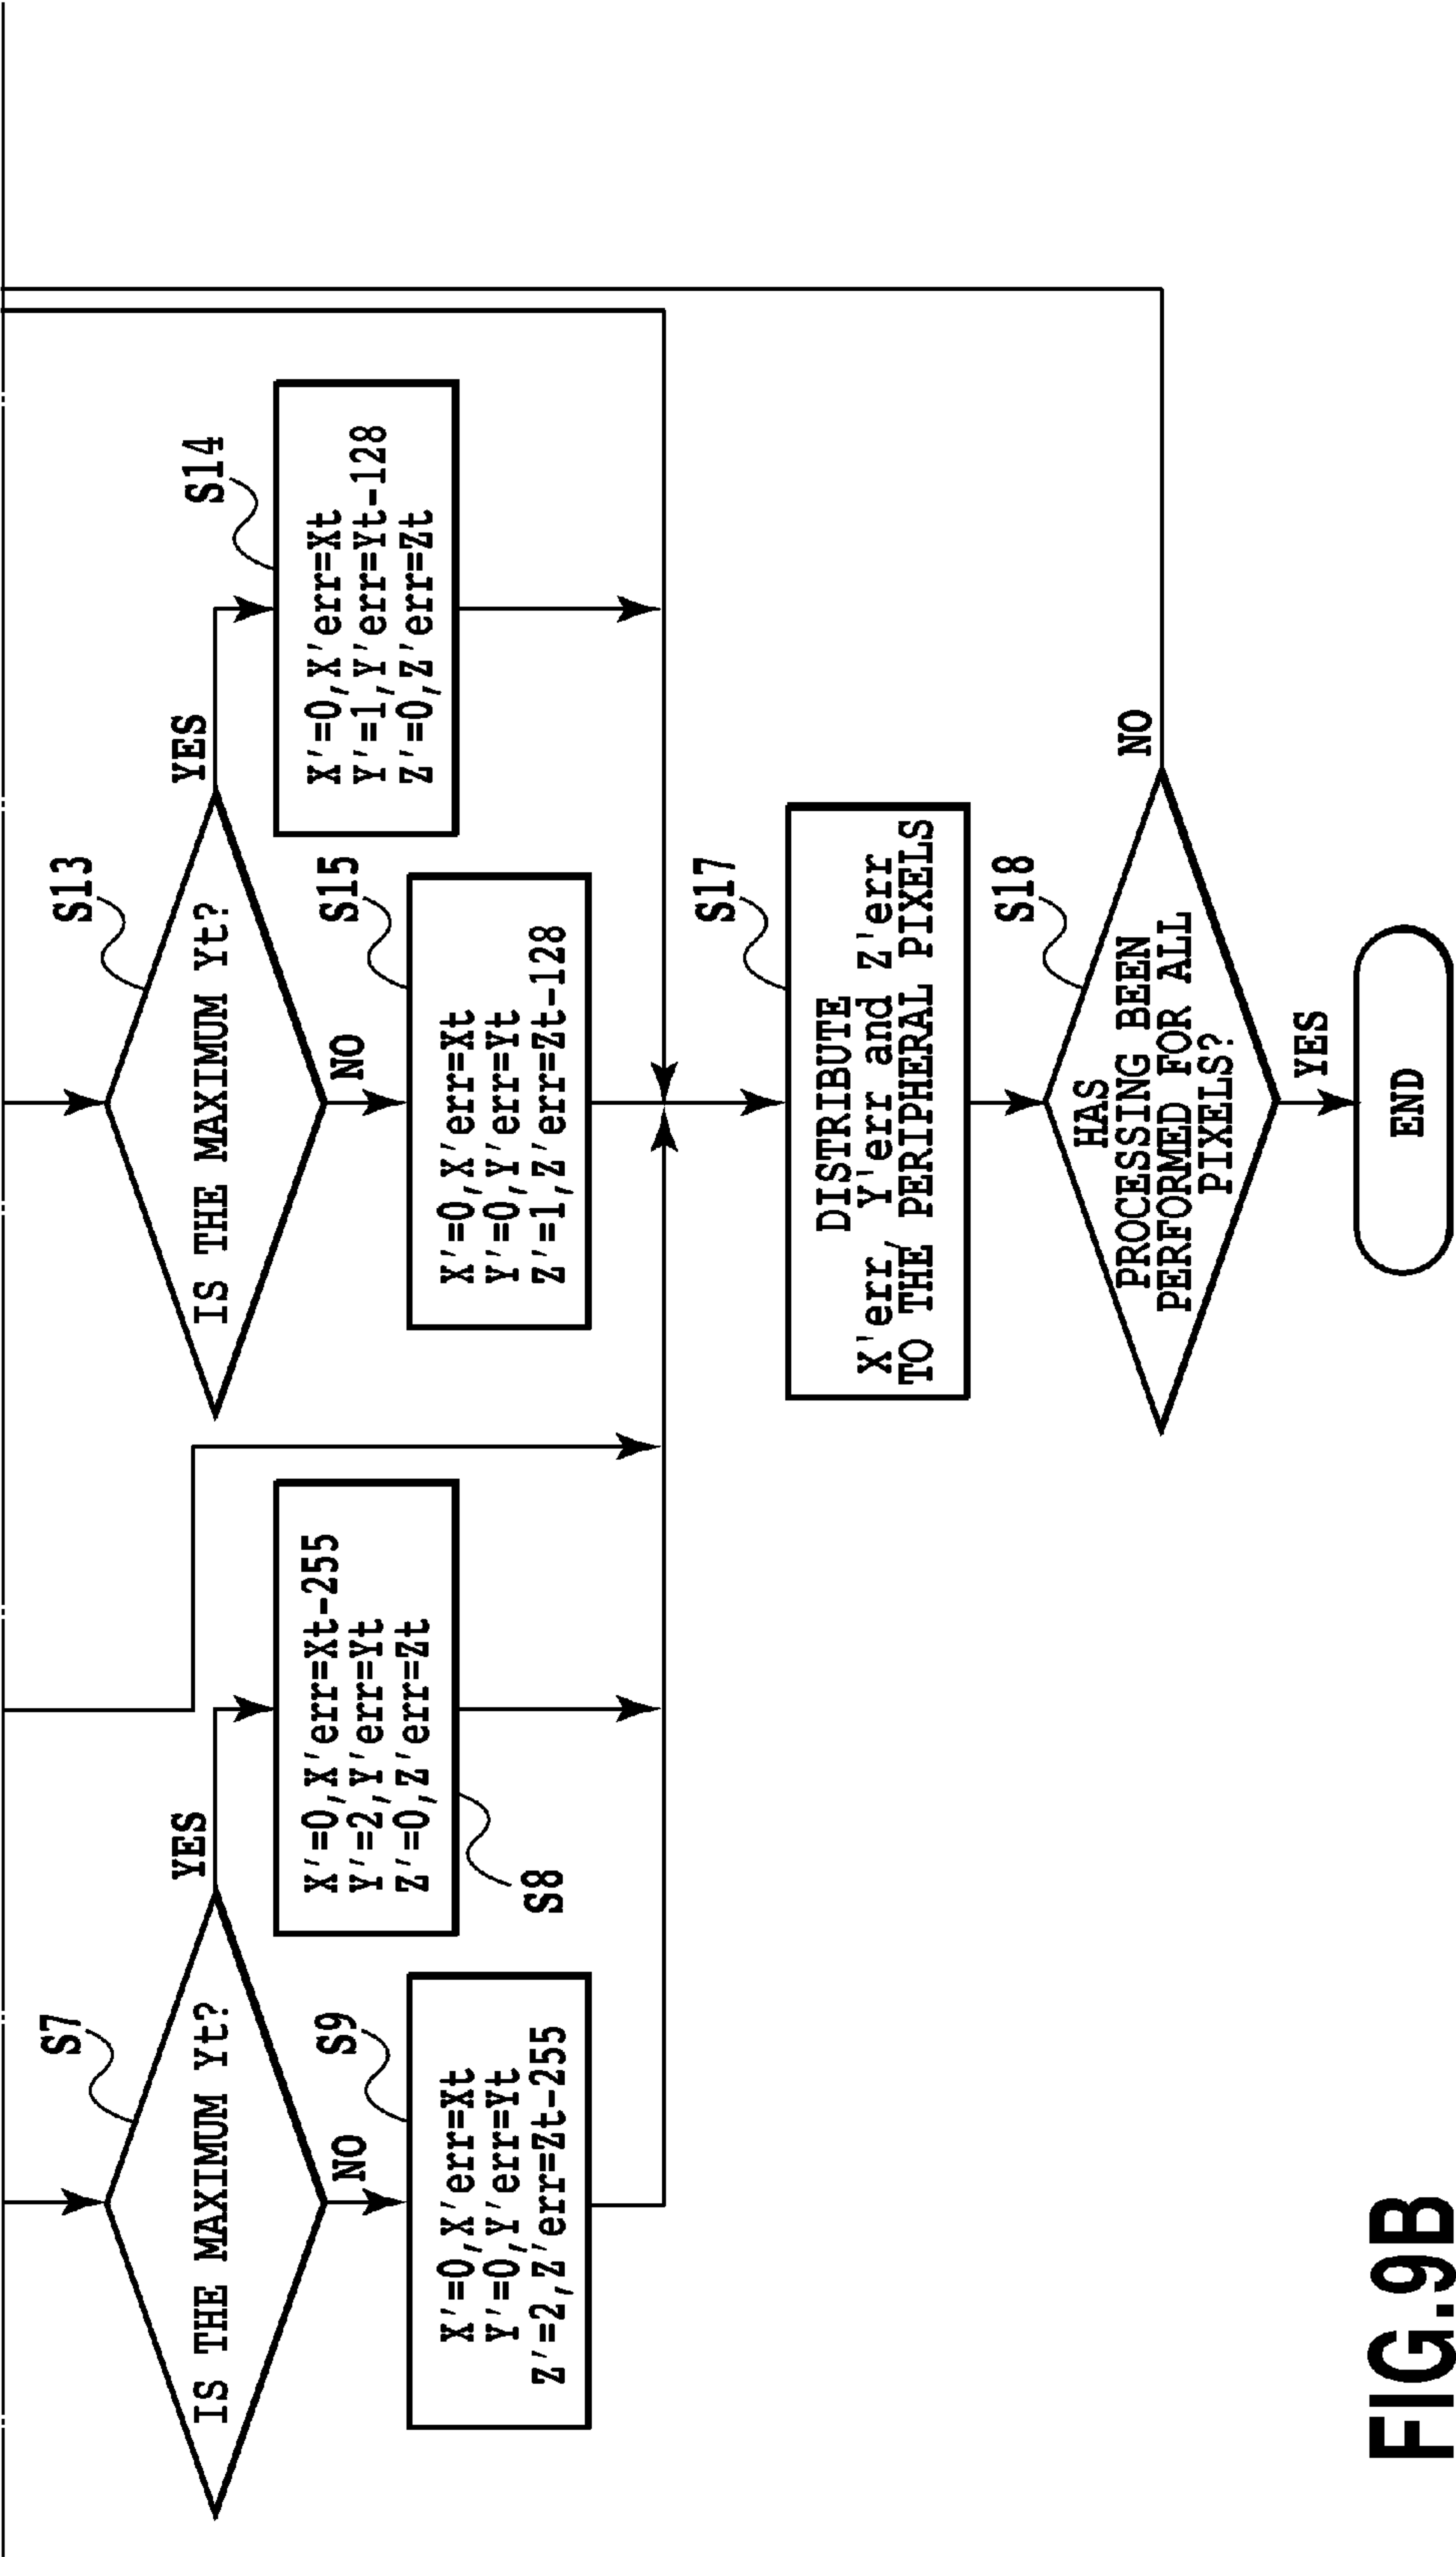 S7
IS THE MAXIMUM Yt?
YES
NO
S9
X'=0,X'err=Xt
Y'=0,Y'err=Yt
Z'=2,Z'err=Zt-255
X'=0,X'err=Xt-255
Y'=2,Y'err=Yt
Z'=0,Z'err=Zt
S8
S13
IS THE MAXIMUM Yt?
YES
NO
S14
X'=0,X'err=Xt
Y'=1,Y'err=Yt-128
Z'=0,Z'err=Zt
S15
X'=0,X'err=Xt
Y'=0,Y'err=Yt
Z'=1,Z'err=Zt-128
S17
DISTRIBUTE
X'err, Y'err and Z'err
TO THE PERIPHERAL PIXELS
S18
HAS
PROCESSING BEEN
PERFORMED FOR ALL
PIXELS?
NO
YES
END
FIG.9B